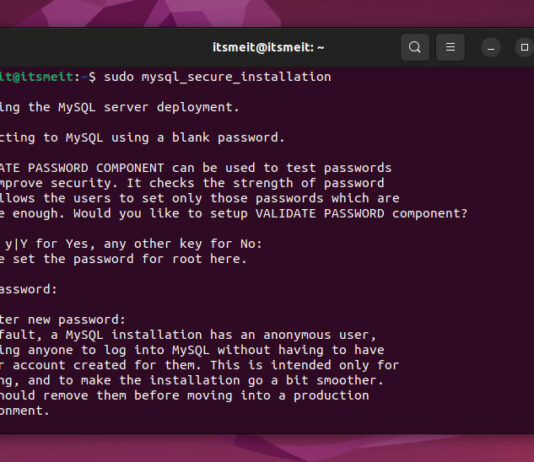 itsmeit@itsmeit: ~
it@itsmeit:~$ sudo mysql_secure_installation
ing the MySQL server deployment.
cting to MySQL using a blank password.
ATE PASSWORD COMPONENT can be used to test passwords
mprove security. It checks the strength of password
llows the users to set only those passwords which are
e enough. Would you like to setup VALIDATE PASSWORD component?
y|Y for Yes, any other key for No:
e set the password for root here.
assword:
ter new password:
fault, a MySQL installation has an anonymous user,
ing anyone to log into MySQL without having to have
r account created for them. This is intended only for
ng, and to make the installation go a bit smoother.
hould remove them before moving into a production
onment.